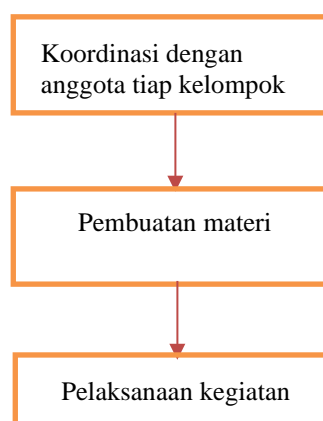 Koordinasi dengan
anggota tiap kelompok
Pembuatan materi
Pelaksanaan kegiatan